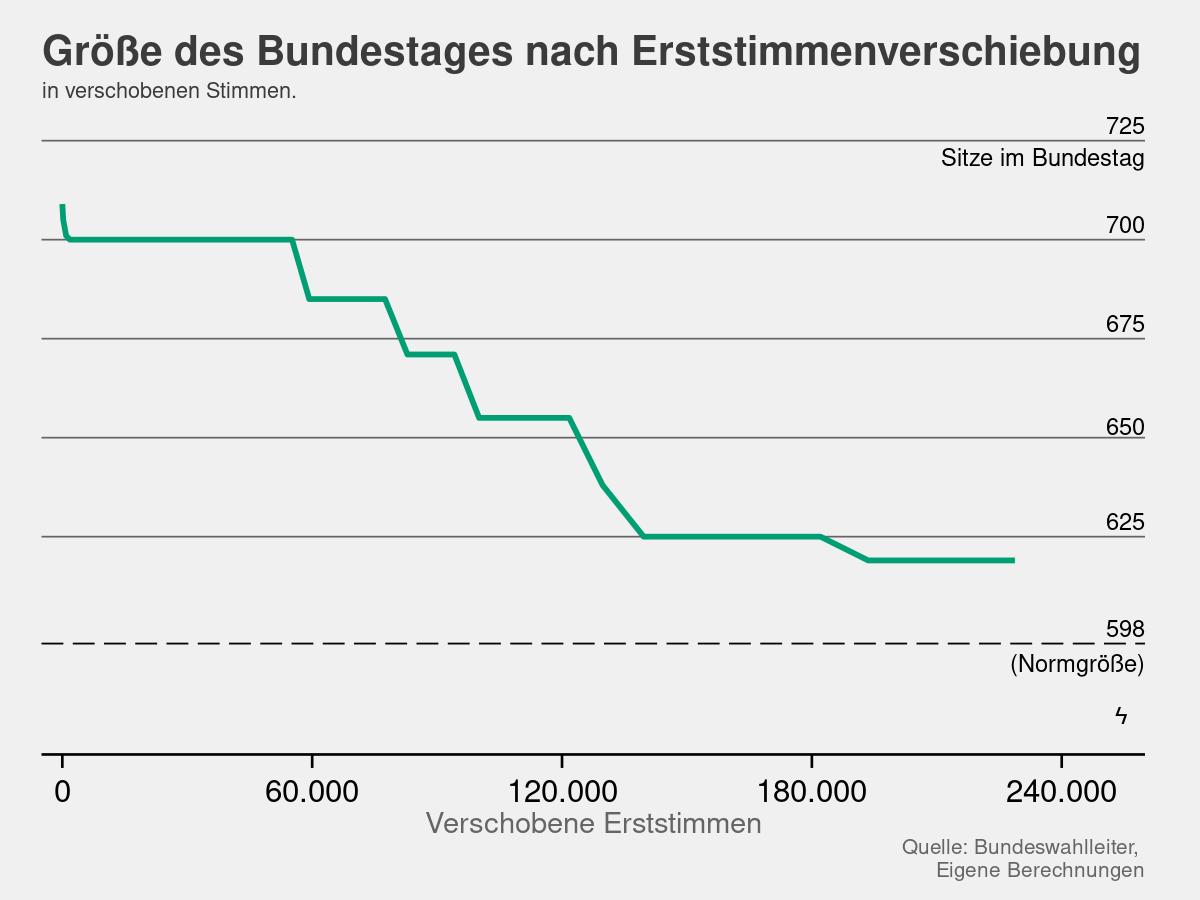 Größe des Bundestages nach Erststimmenverschiebung
in verschobenen Stimmen.
725
Sitze im Bundestag
700
675
650
625
598
(Normgröße)
ϟ
0 60.000 120.000 180.000 240.000
Verschobene Erststimmen
Quelle: Bundeswahlleiter,
Eigene Berechnungen